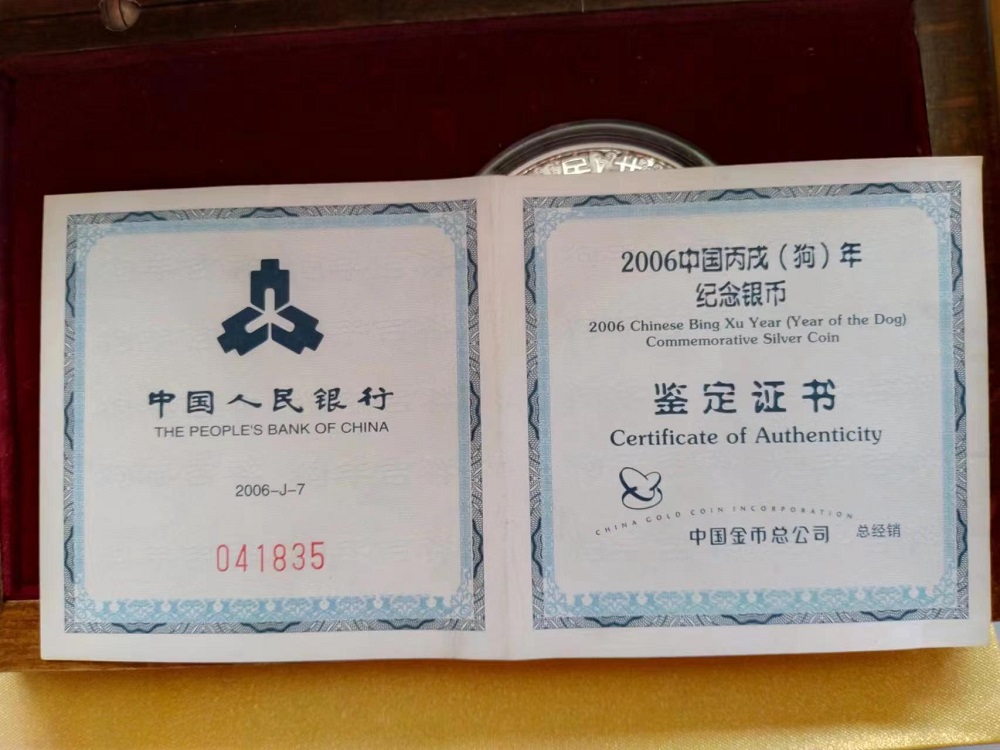 中国人民银行
THE PEOPLE'S BANK OF CHINA
2006-J-7
041835
2006中国丙戌（狗）年
纪念银币
2006 Chinese Bing Xu Year (Year of the Dog)
Commemorative Silver Coin
鉴定证书
Certificate of Authenticity
CHINA GOLD COIN INCORPORATION
中国金币总公司 总经销